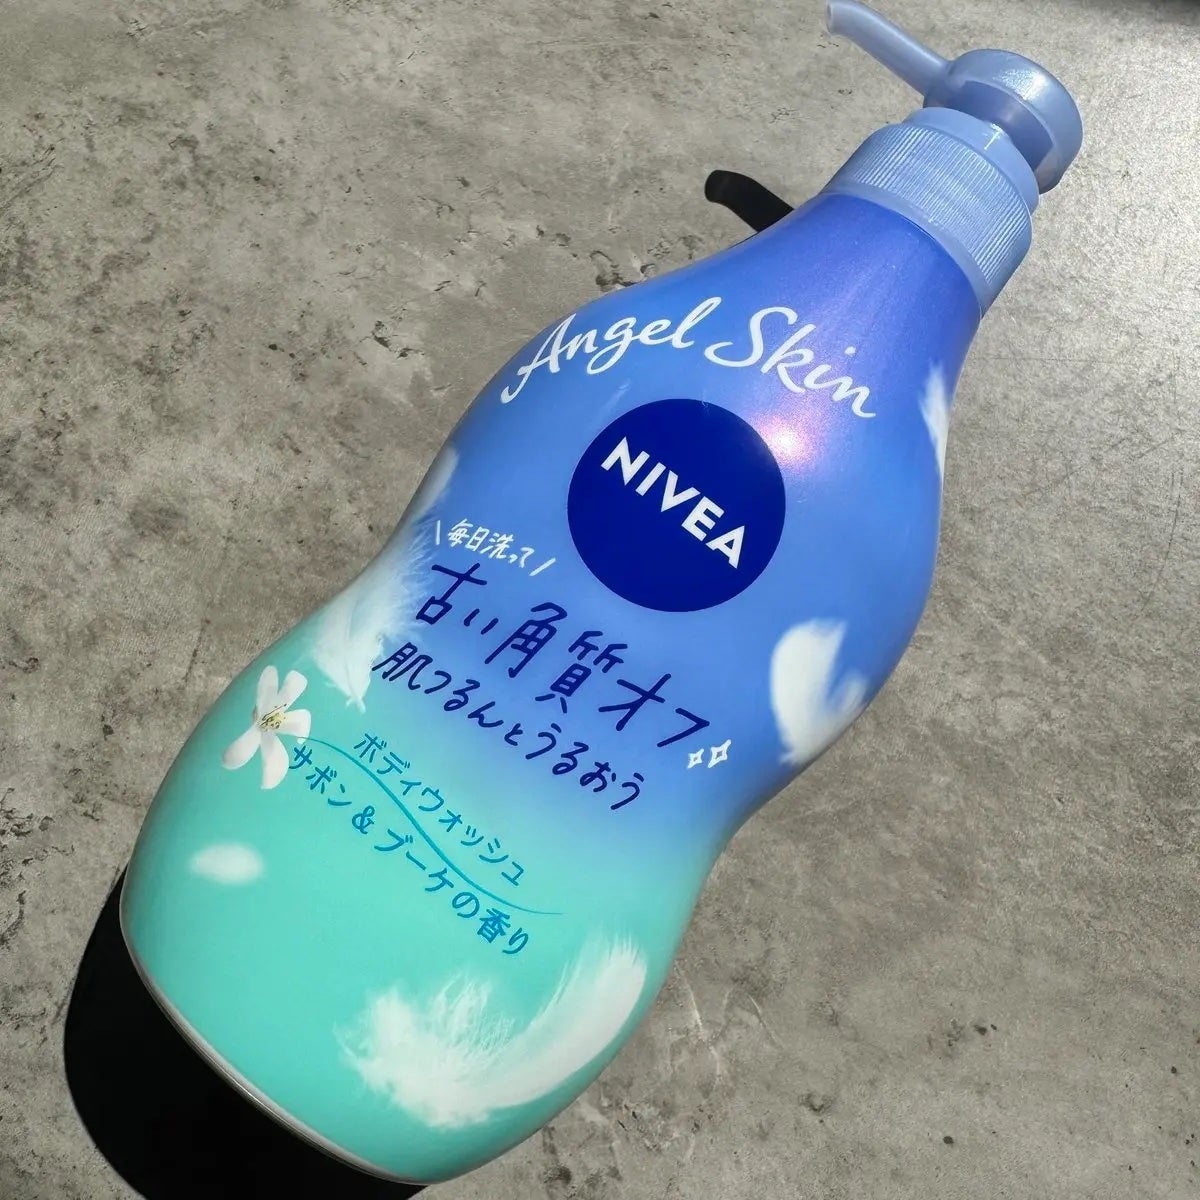 Angel Skin
NIVEA
\毎日洗って/
古い角質オフ
肌つるんとうるおう
ボディウォッシュ
サボン&ブーケの香り